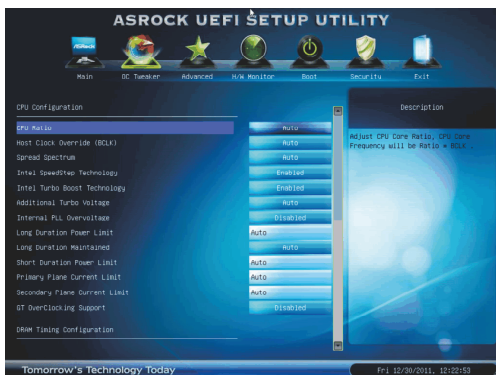 ASROCK UEFI SETUP UTILITY
ASRock
Main OC Tweaker Advanced H/W Monitor Boot Security Exit
CPU Configuration
CPU Ratio Auto
Host Clock Override (BCLK) Auto
Spread Spectrum Auto
Intel SpeedStep Technology Enabled
Intel Turbo Boost Technology Enabled
Additional Turbo Voltage Auto
Internal PLL Overvoltage Disabled
Long Duration Power Limit Auto
Long Duration Maintained Auto
Short Duration Power Limit Auto
Primary Plane Current Limit Auto
Secondary Plane Current Limit Auto
GT OverClocking Support Disabled
DRAM Timing Configuration
Description
Adjust CPU Core Ratio, CPU Core
Frequency will be Ratio * BCLK .
Tomorrow's Technology Today
Fri 12/30/2011, 12:22:53